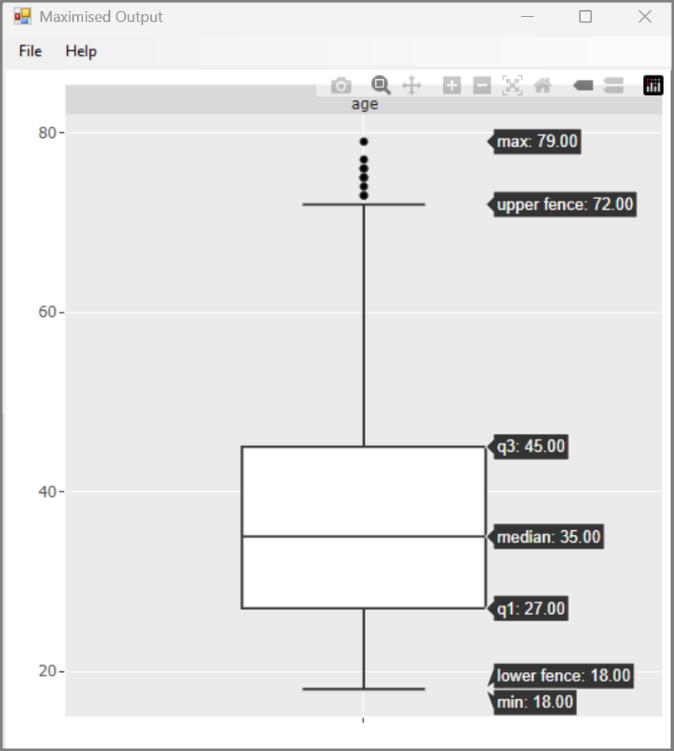 Maximised Output
File Help
age
80
max: 79.00
upper fence: 72.00
60
q3: 45.00
40
median: 35.00
q1: 27.00
20
lower fence: 18.00
min: 18.00